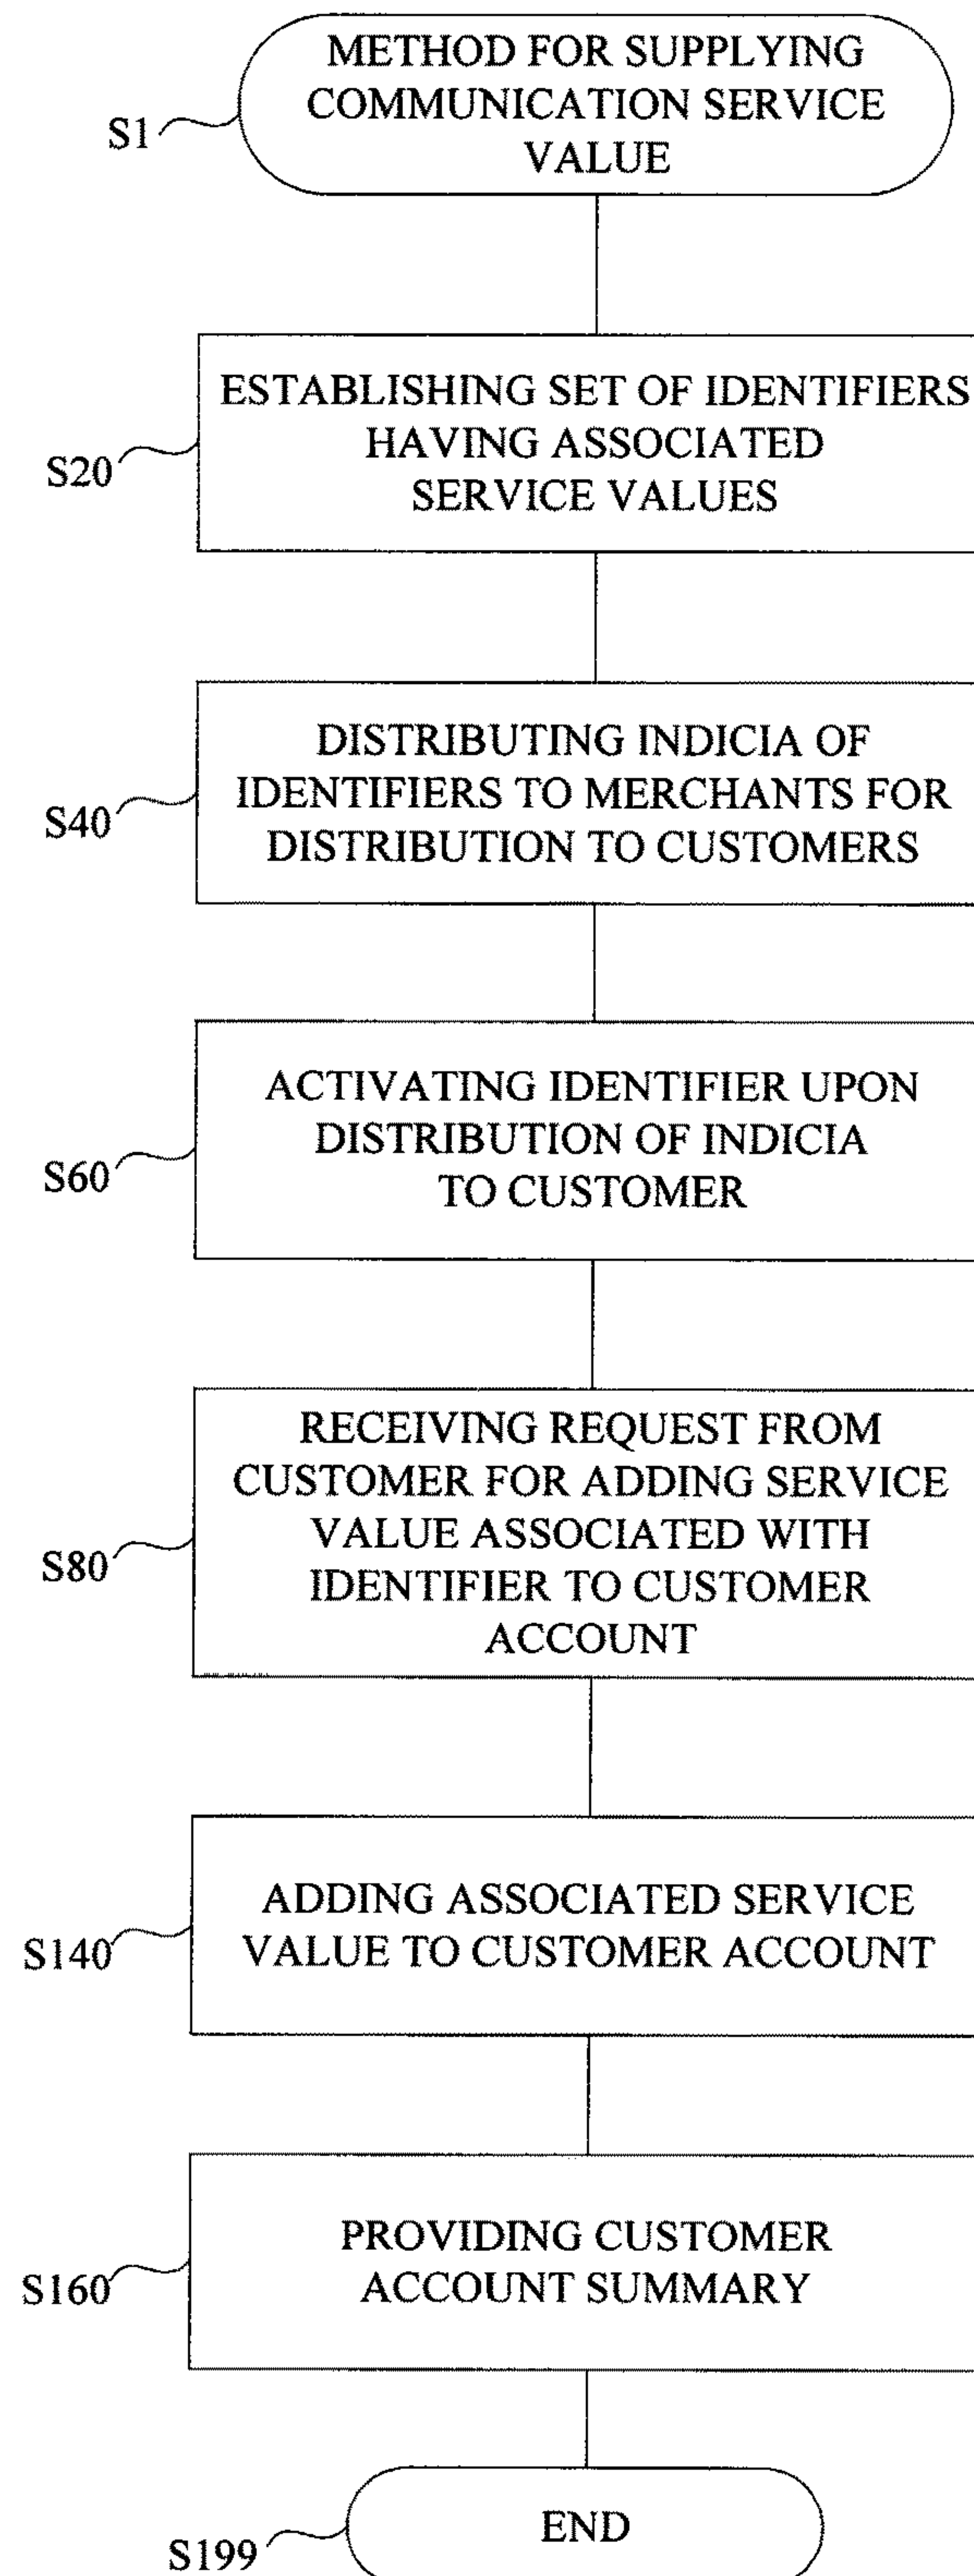 METHOD FOR SUPPLYING
COMMUNICATION SERVICE
VALUE
S1
ESTABLISHING SET OF IDENTIFIERS
HAVING ASSOCIATED
SERVICE VALUES
S20
DISTRIBUTING INDICIA OF
IDENTIFIERS TO MERCHANTS FOR
DISTRIBUTION TO CUSTOMERS
S40
ACTIVATING IDENTIFIER UPON
DISTRIBUTION OF INDICIA
TO CUSTOMER
S60
RECEIVING REQUEST FROM
CUSTOMER FOR ADDING SERVICE
VALUE ASSOCIATED WITH
IDENTIFIER TO CUSTOMER
ACCOUNT
S80
ADDING ASSOCIATED SERVICE
VALUE TO CUSTOMER ACCOUNT
S140
PROVIDING CUSTOMER
ACCOUNT SUMMARY
S160
END
S199